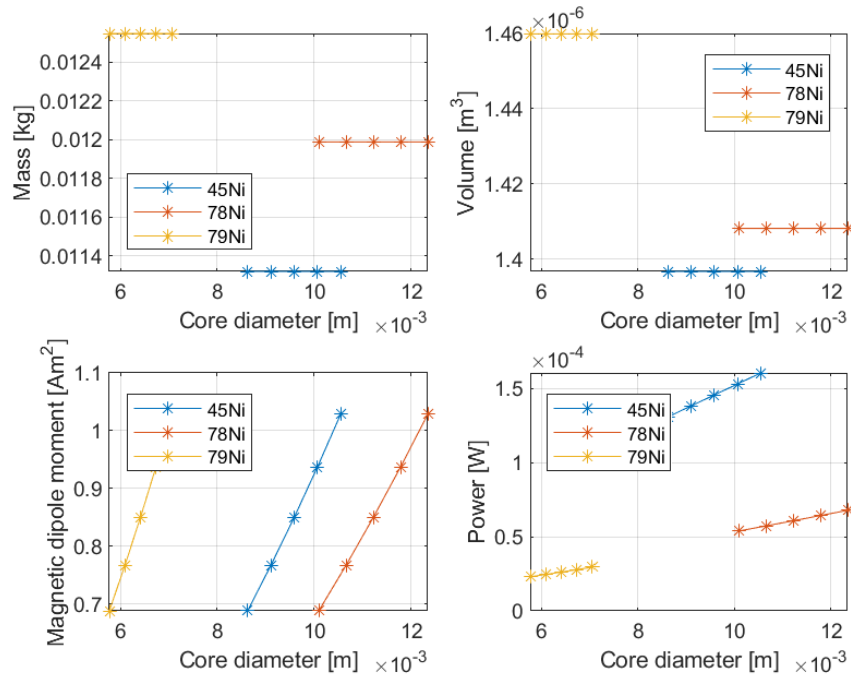 0.0124
0.0122
0.012
0.0118
0.0116
0.0114
Mass [kg]
45Ni
78Ni
79Ni
6 8 10 12
Core diameter [m] ×10-3
×10-6
1.46
1.44
1.42
1.4
Volume [m3]
45Ni
78Ni
79Ni
6 8 10 12
Core diameter [m] ×10-3
1.1
1
0.9
0.8
0.7
Magnetic dipole moment [Am2]
45Ni
78Ni
79Ni
6 8 10 12
Core diameter [m] ×10-3
×10-4
1.5
1
0.5
0
Power [W]
45Ni
78Ni
79Ni
6 8 10 12
Core diameter [m] ×10-3